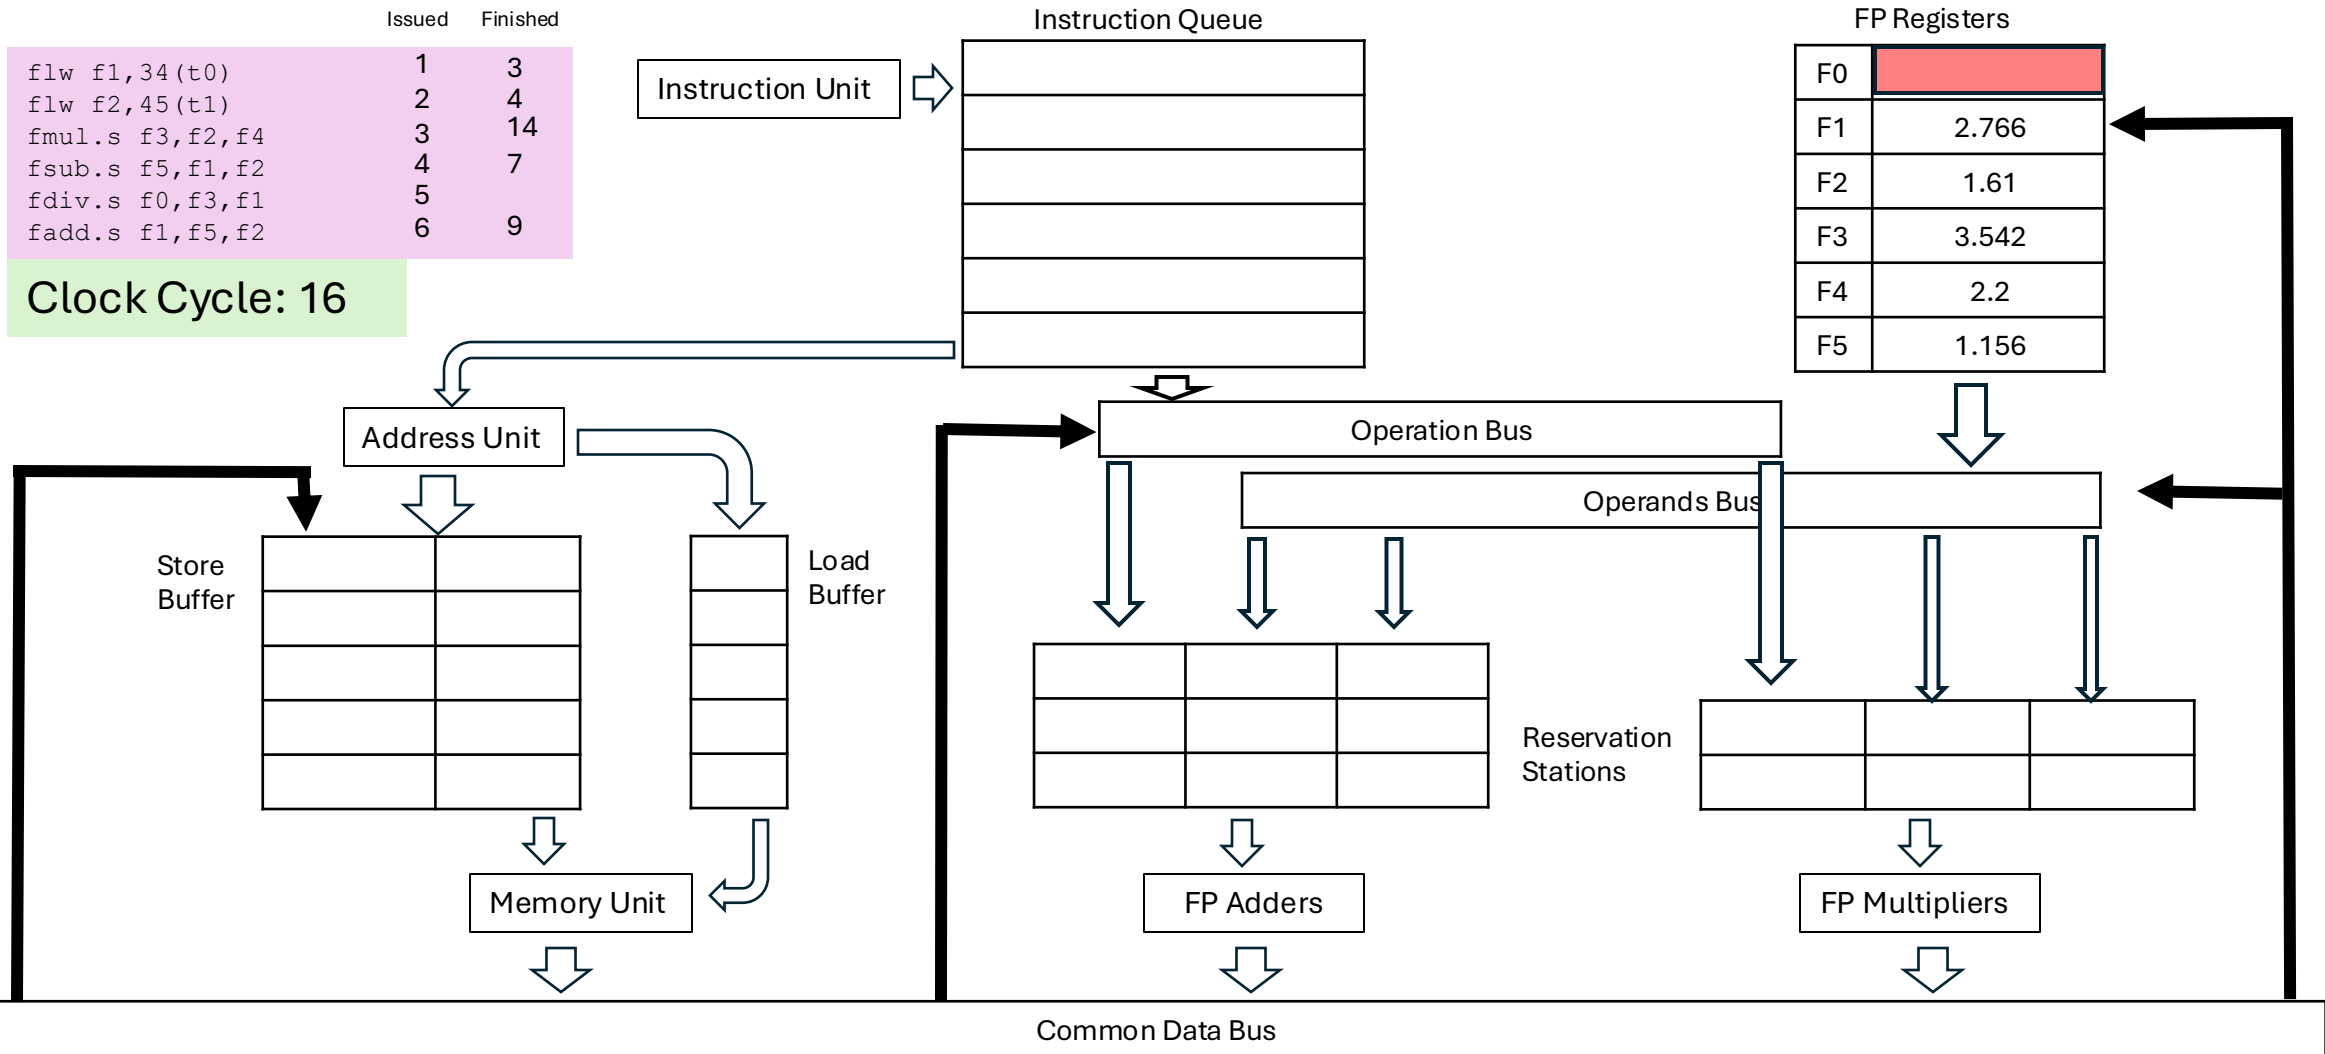 Issued Finished
flw f1,34(t0) 1 3
flw f2,45(t1) 2 4
fmul.s f3,f2,f4 3 14
fsub.s f5,f1,f2 4 7
fdiv.s f0,f3,f1 5
fadd.s f1,f5,f2 6 9
Clock Cycle: 16
Instruction Queue
Instruction Unit
FP Registers
F0
F1 2.766
F2 1.61
F3 3.542
F4 2.2
F5 1.156
Address Unit
Operation Bus
Operands Bus
Store
Buffer
Load
Buffer
Reservation
Stations
Memory Unit
FP Adders
FP Multipliers
Common Data Bus